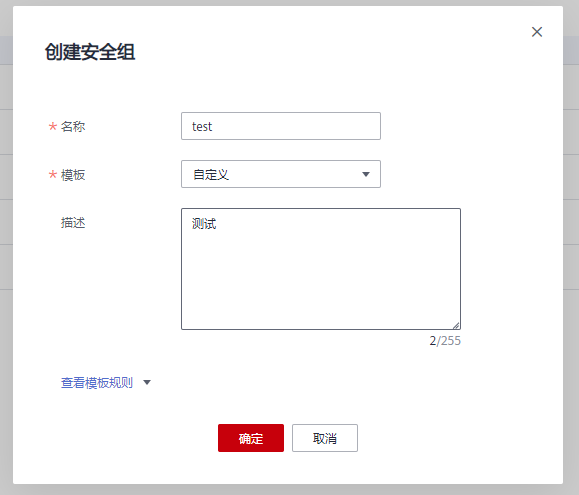 创建安全组
* 名称 test
* 模板 自定义
描述 测试
2/255
查看模板规则
确定 取消